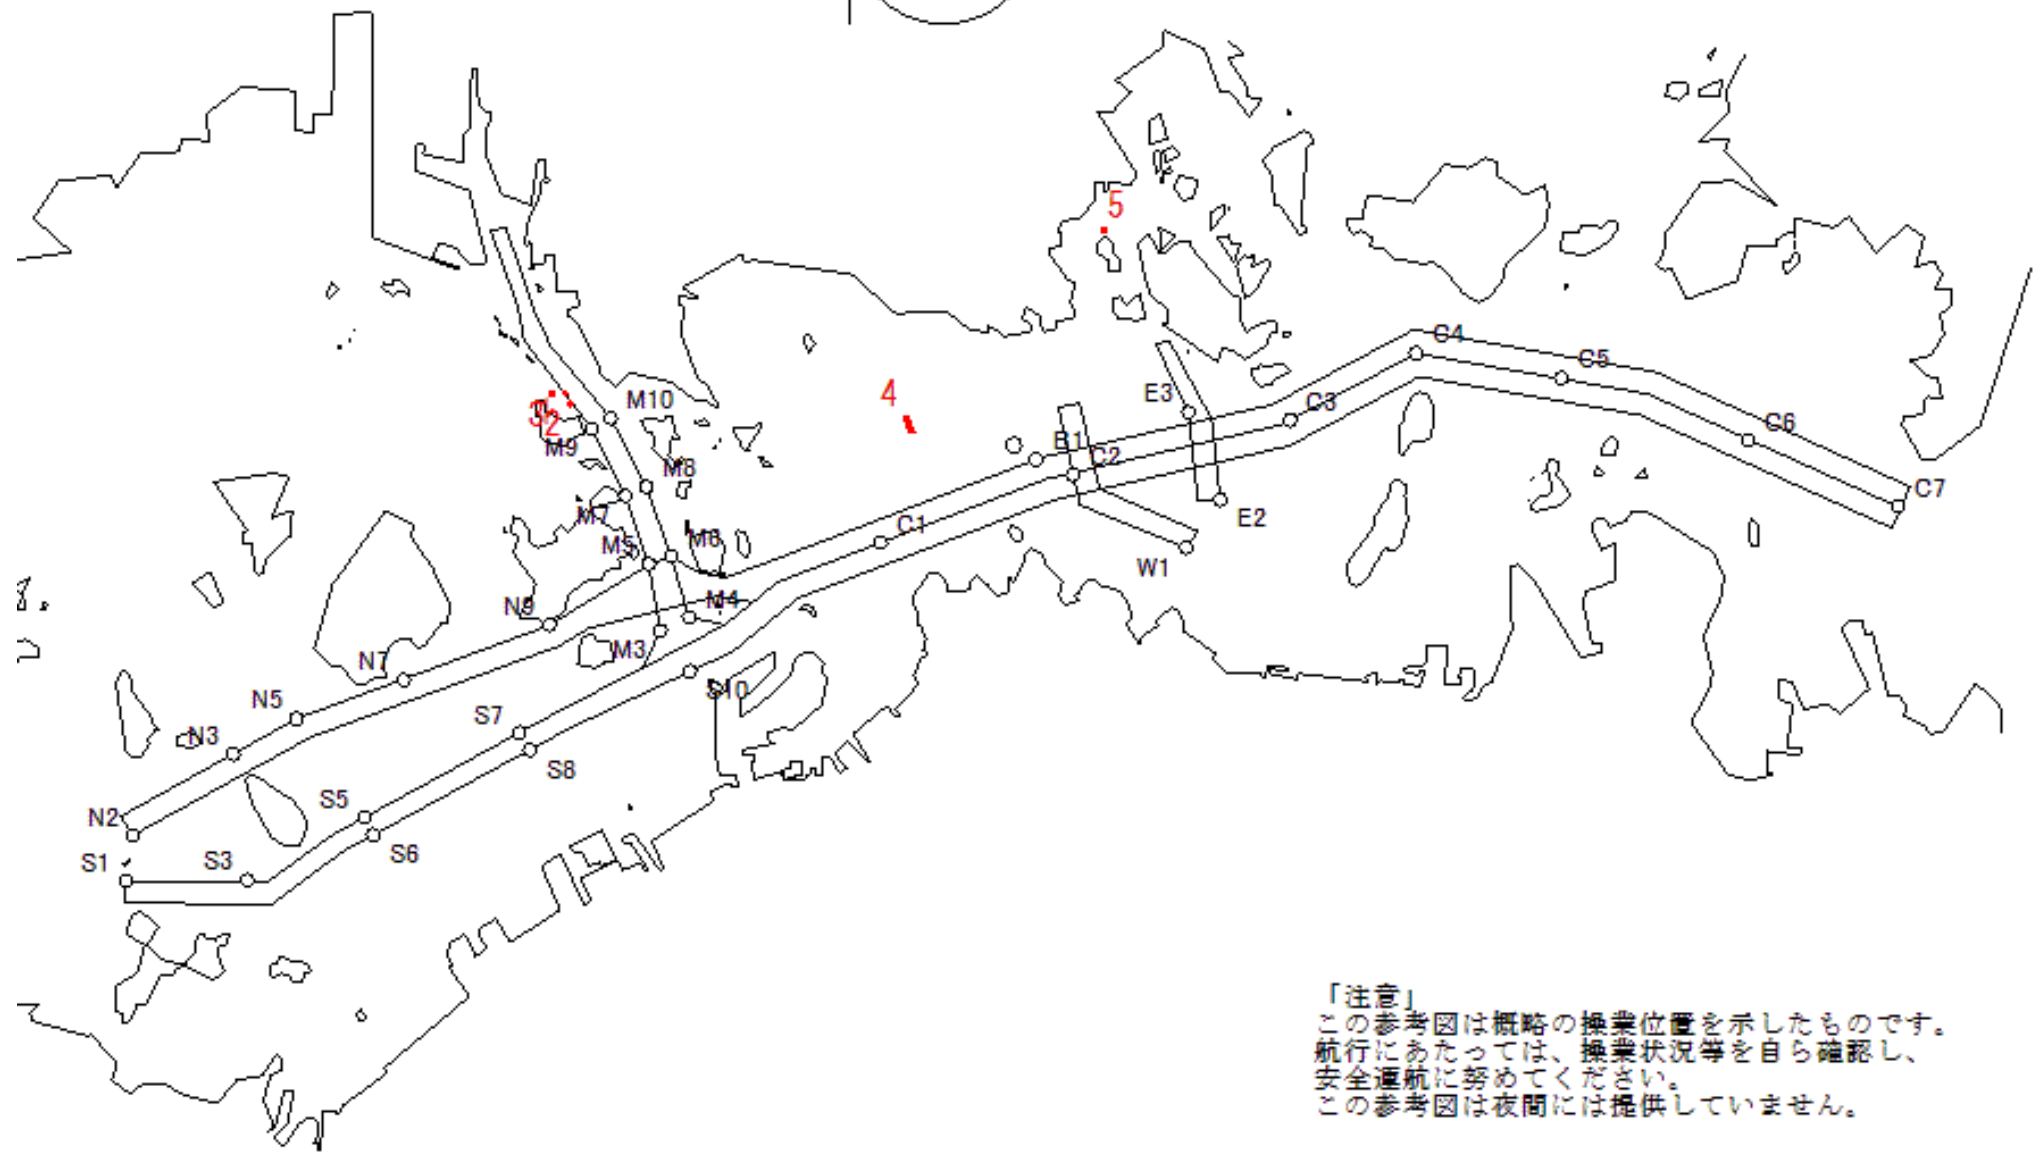 5
C4
C5
4
E3
C3
M10
3
2
C6
B1
M9
C2
M8
C7
M7
E2
C1
M5
M6
W1
N9
M4
M3
N7
S10
N5
S7
N3
S8
S5
N2
S6
S1
S3
「注意」
この参考図は概略の操業位置を示したものです。
航行にあたっては、操業状況等を自ら確認し、
安全運航に努めてください。
この参考図は夜間には提供していません。